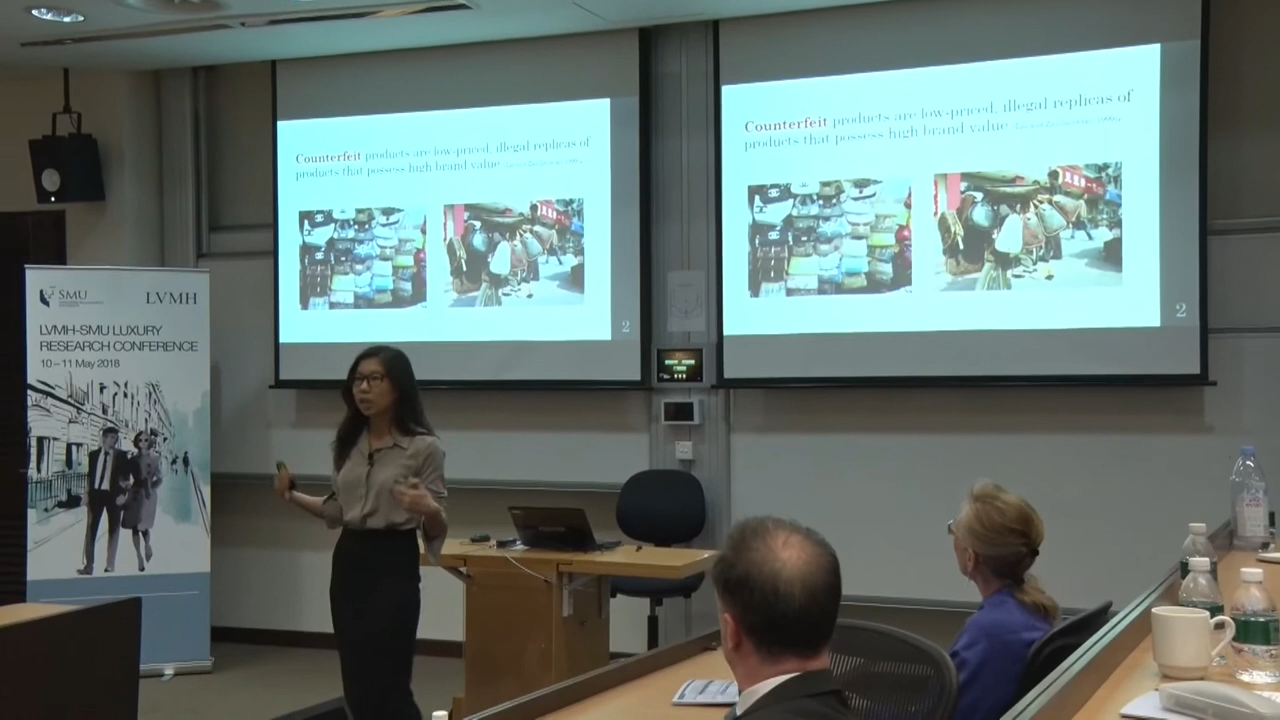 SMU
LVMH
LVMH-SMU LUXURY
RESEARCH CONFERENCE
10 – 11 May 2018
Counterfeit products are low-priced, illegal replicas of
products that possess high brand value
2
Counterfeit products are low-priced, illegal replicas of
products that possess high brand value
2